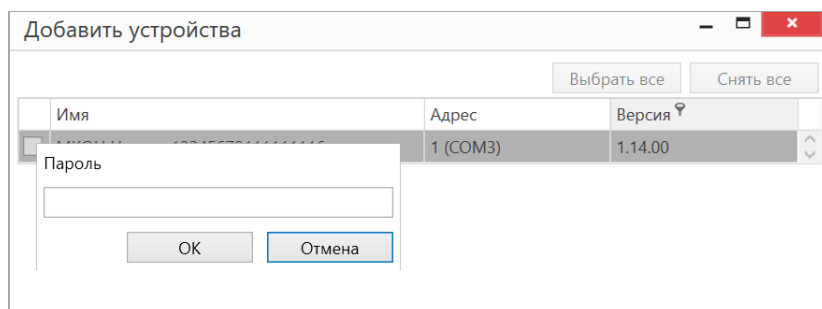 Добавить устройства
Выбрать все Снять все
Имя Адрес Версия
1 (COM3) 1.14.00
Пароль
OK Отмена